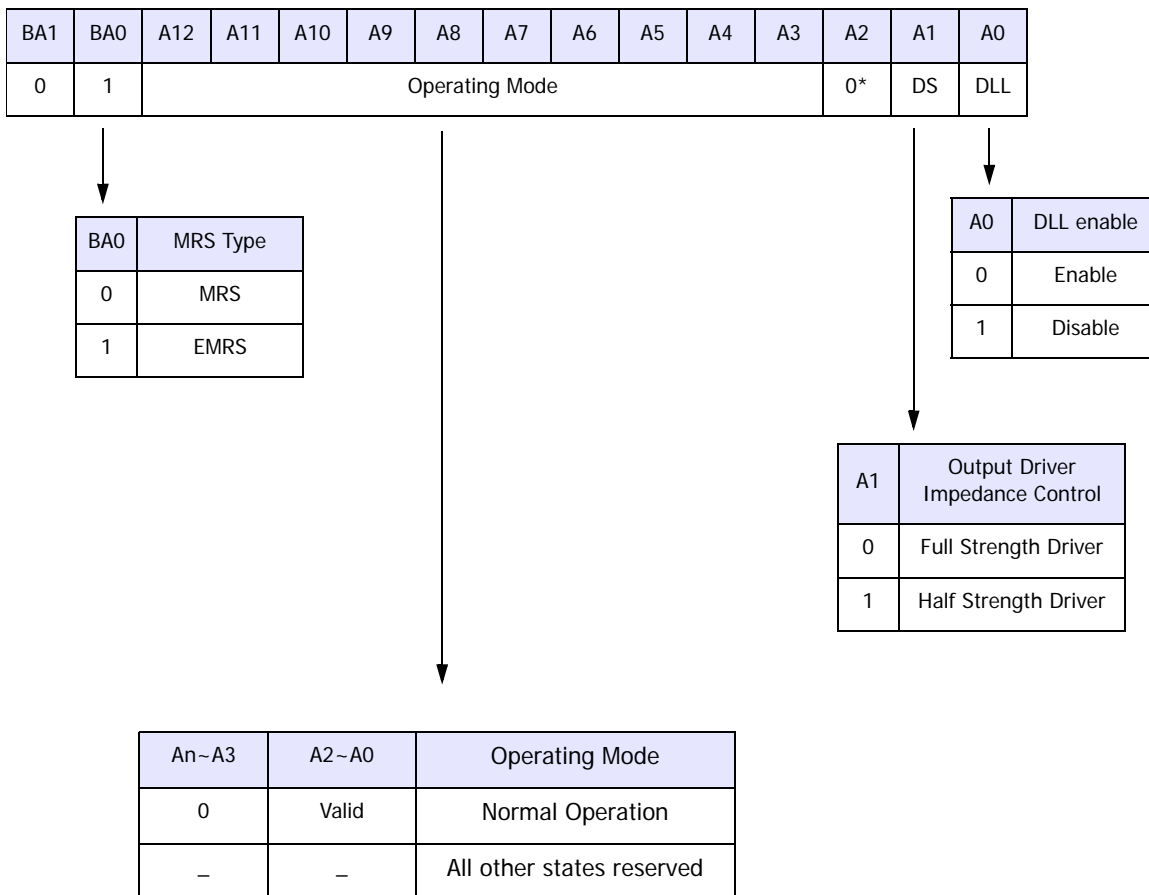 BA1 BA0 A12 A11 A10 A9 A8 A7 A6 A5 A4 A3 A2 A1 A0
0 1 Operating Mode 0* DS DLL
BA0 MRS Type
0 MRS
1 EMRS
A0 DLL enable
0 Enable
1 Disable
A1 Output Driver
Impedance Control
0 Full Strength Driver
1 Half Strength Driver
An~A3 A2~A0 Operating Mode
0 Valid Normal Operation
_ _ All other states reserved